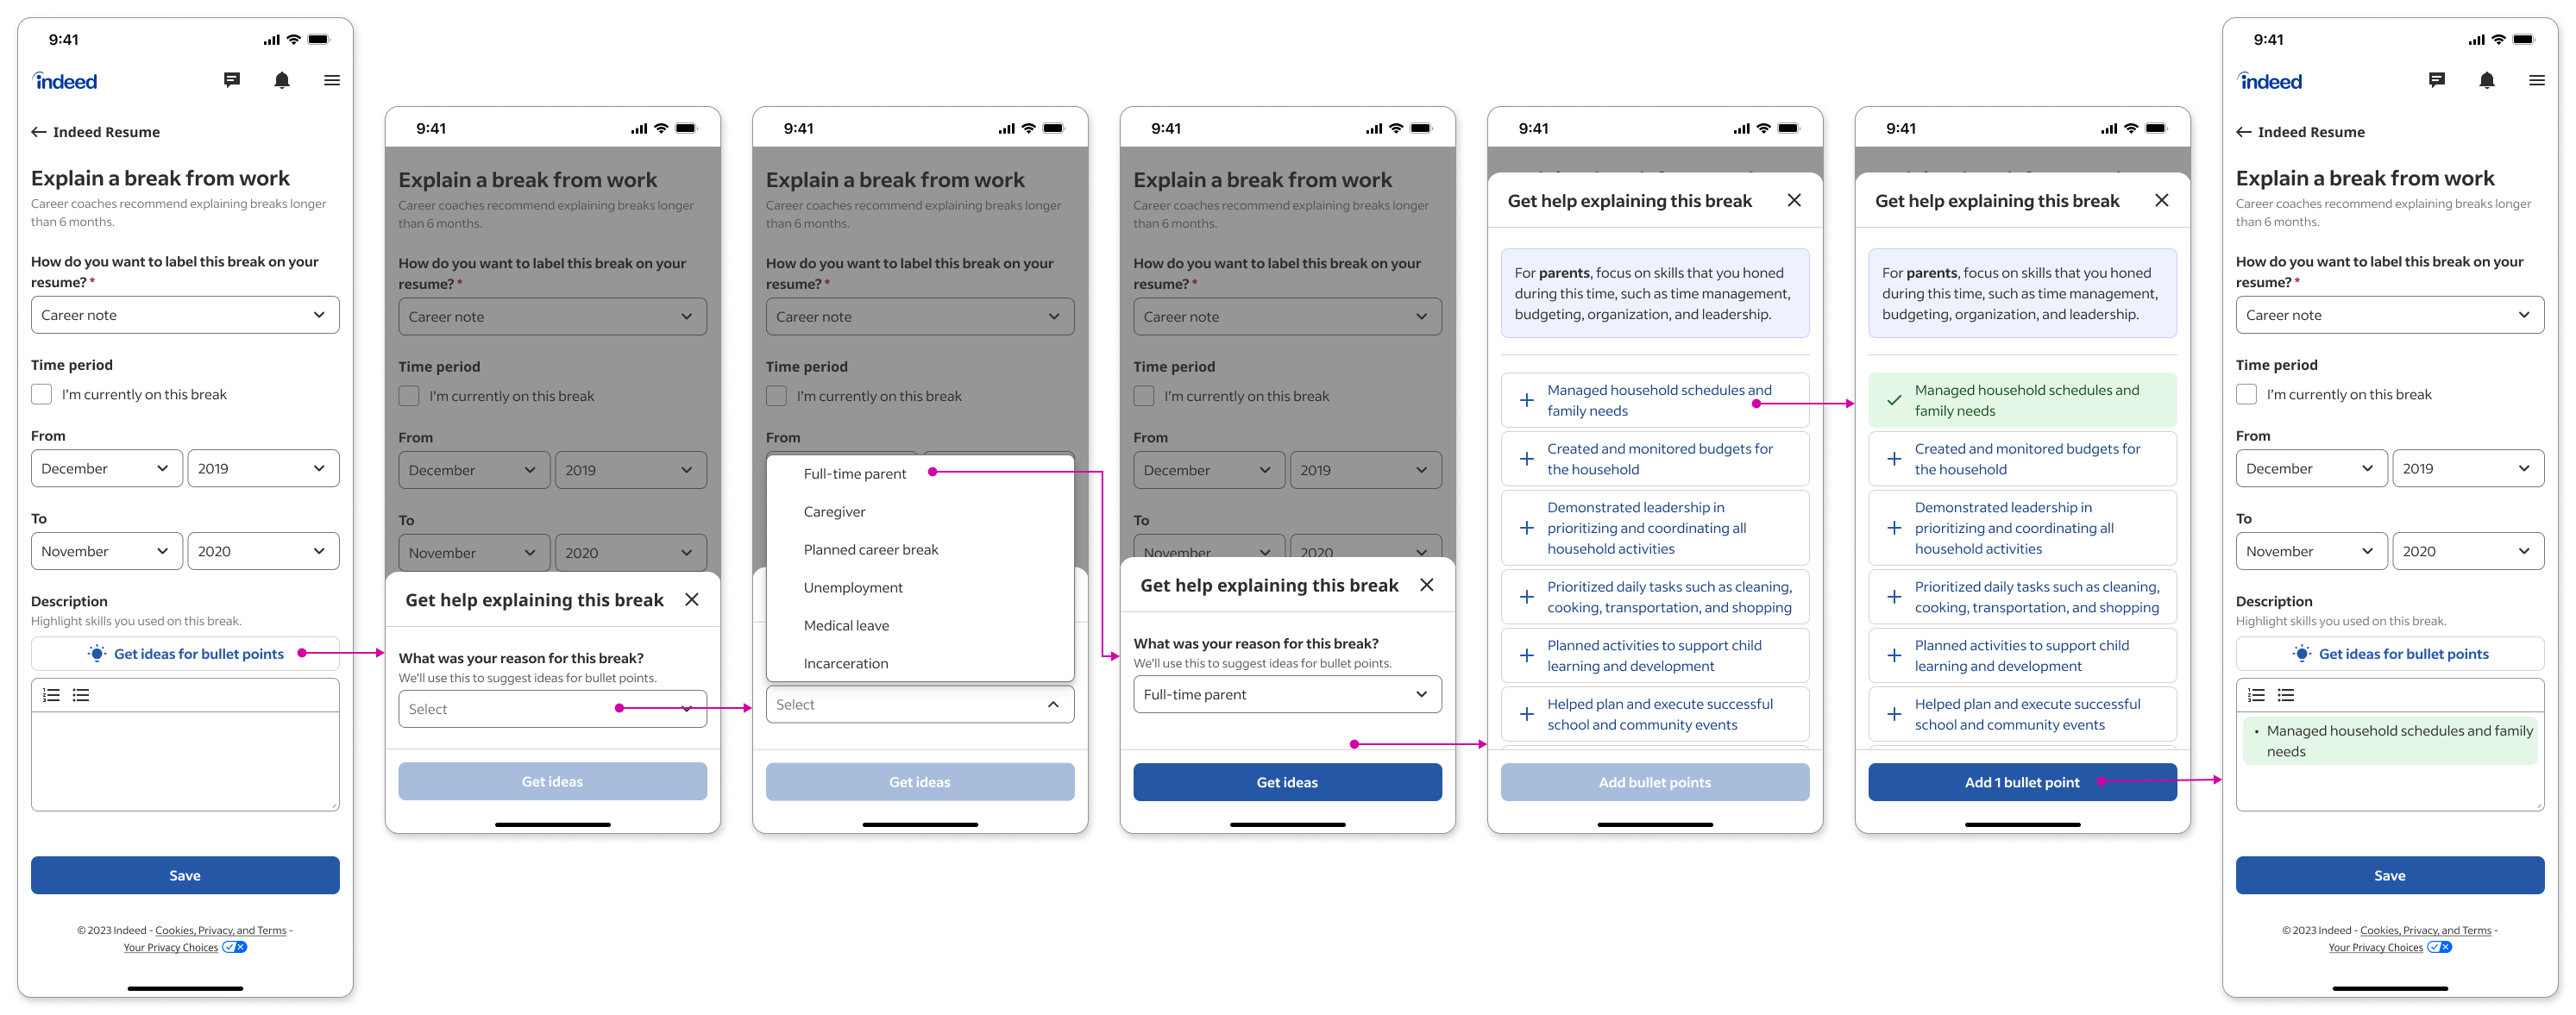 9:41
indeed
Indeed Resume
Explain a break from work
Career coaches recommend explaining breaks longer
than 6 months.
How do you want to label this break on your
resume? *
Career note
Time period
I'm currently on this break
From
December
2019
To
November
2020
Description
Highlight skills you used on this break.
Get ideas for bullet points
Save
© 2023 Indeed - Cookies, Privacy, and Terms -
Your Privacy Choices
9:41
Explain a break from work
Career coaches recommend explaining breaks longer
than 6 months.
How do you want to label this break on your
resume? *
Career note
Time period
I'm currently on this break
From
December
2019
To
November
2020
Get help explaining this break
What was your reason for this break?
We'll use this to suggest ideas for bullet points.
Select
Get ideas
9:41
Explain a break from work
Career coaches recommend explaining breaks longer
than 6 months.
How do you want to label this break on your
resume? *
Career note
Time period
I'm currently on this break
From
Full-time parent
Caregiver
Planned career break
Unemployment
Medical leave
Incarceration
Select
Get ideas
9:41
Explain a break from work
Career coaches recommend explaining breaks longer
than 6 months.
How do you want to label this break on your
resume? *
Career note
Time period
I'm currently on this break
From
December
2019
To
November
2020
Get help explaining this break
What was your reason for this break?
We'll use this to suggest ideas for bullet points.
Full-time parent
Get ideas
9:41
Get help explaining this break
For parents, focus on skills that you honed
during this time, such as time management,
budgeting, organization, and leadership.
Managed household schedules and
family needs
Created and monitored budgets for
the household
Demonstrated leadership in
prioritizing and coordinating all
household activities
Prioritized daily tasks such as cleaning,
cooking, transportation, and shopping
Planned activities to support child
learning and development
Helped plan and execute successful
school and community events
Add bullet points
9:41
Get help explaining this break
For parents, focus on skills that you honed
during this time, such as time management,
budgeting, organization, and leadership.
Managed household schedules and
family needs
Created and monitored budgets for
the household
Demonstrated leadership in
prioritizing and coordinating all
household activities
Prioritized daily tasks such as cleaning,
cooking, transportation, and shopping
Planned activities to support child
learning and development
Helped plan and execute successful
school and community events
Add 1 bullet point
9:41
indeed
Indeed Resume
Explain a break from work
Career coaches recommend explaining breaks longer
than 6 months.
How do you want to label this break on your
resume? *
Career note
Time period
I'm currently on this break
From
December
2019
To
November
2020
Description
Highlight skills you used on this break.
Get ideas for bullet points
• Managed household schedules and family
needs
Save
© 2023 Indeed - Cookies, Privacy, and Terms -
Your Privacy Choices